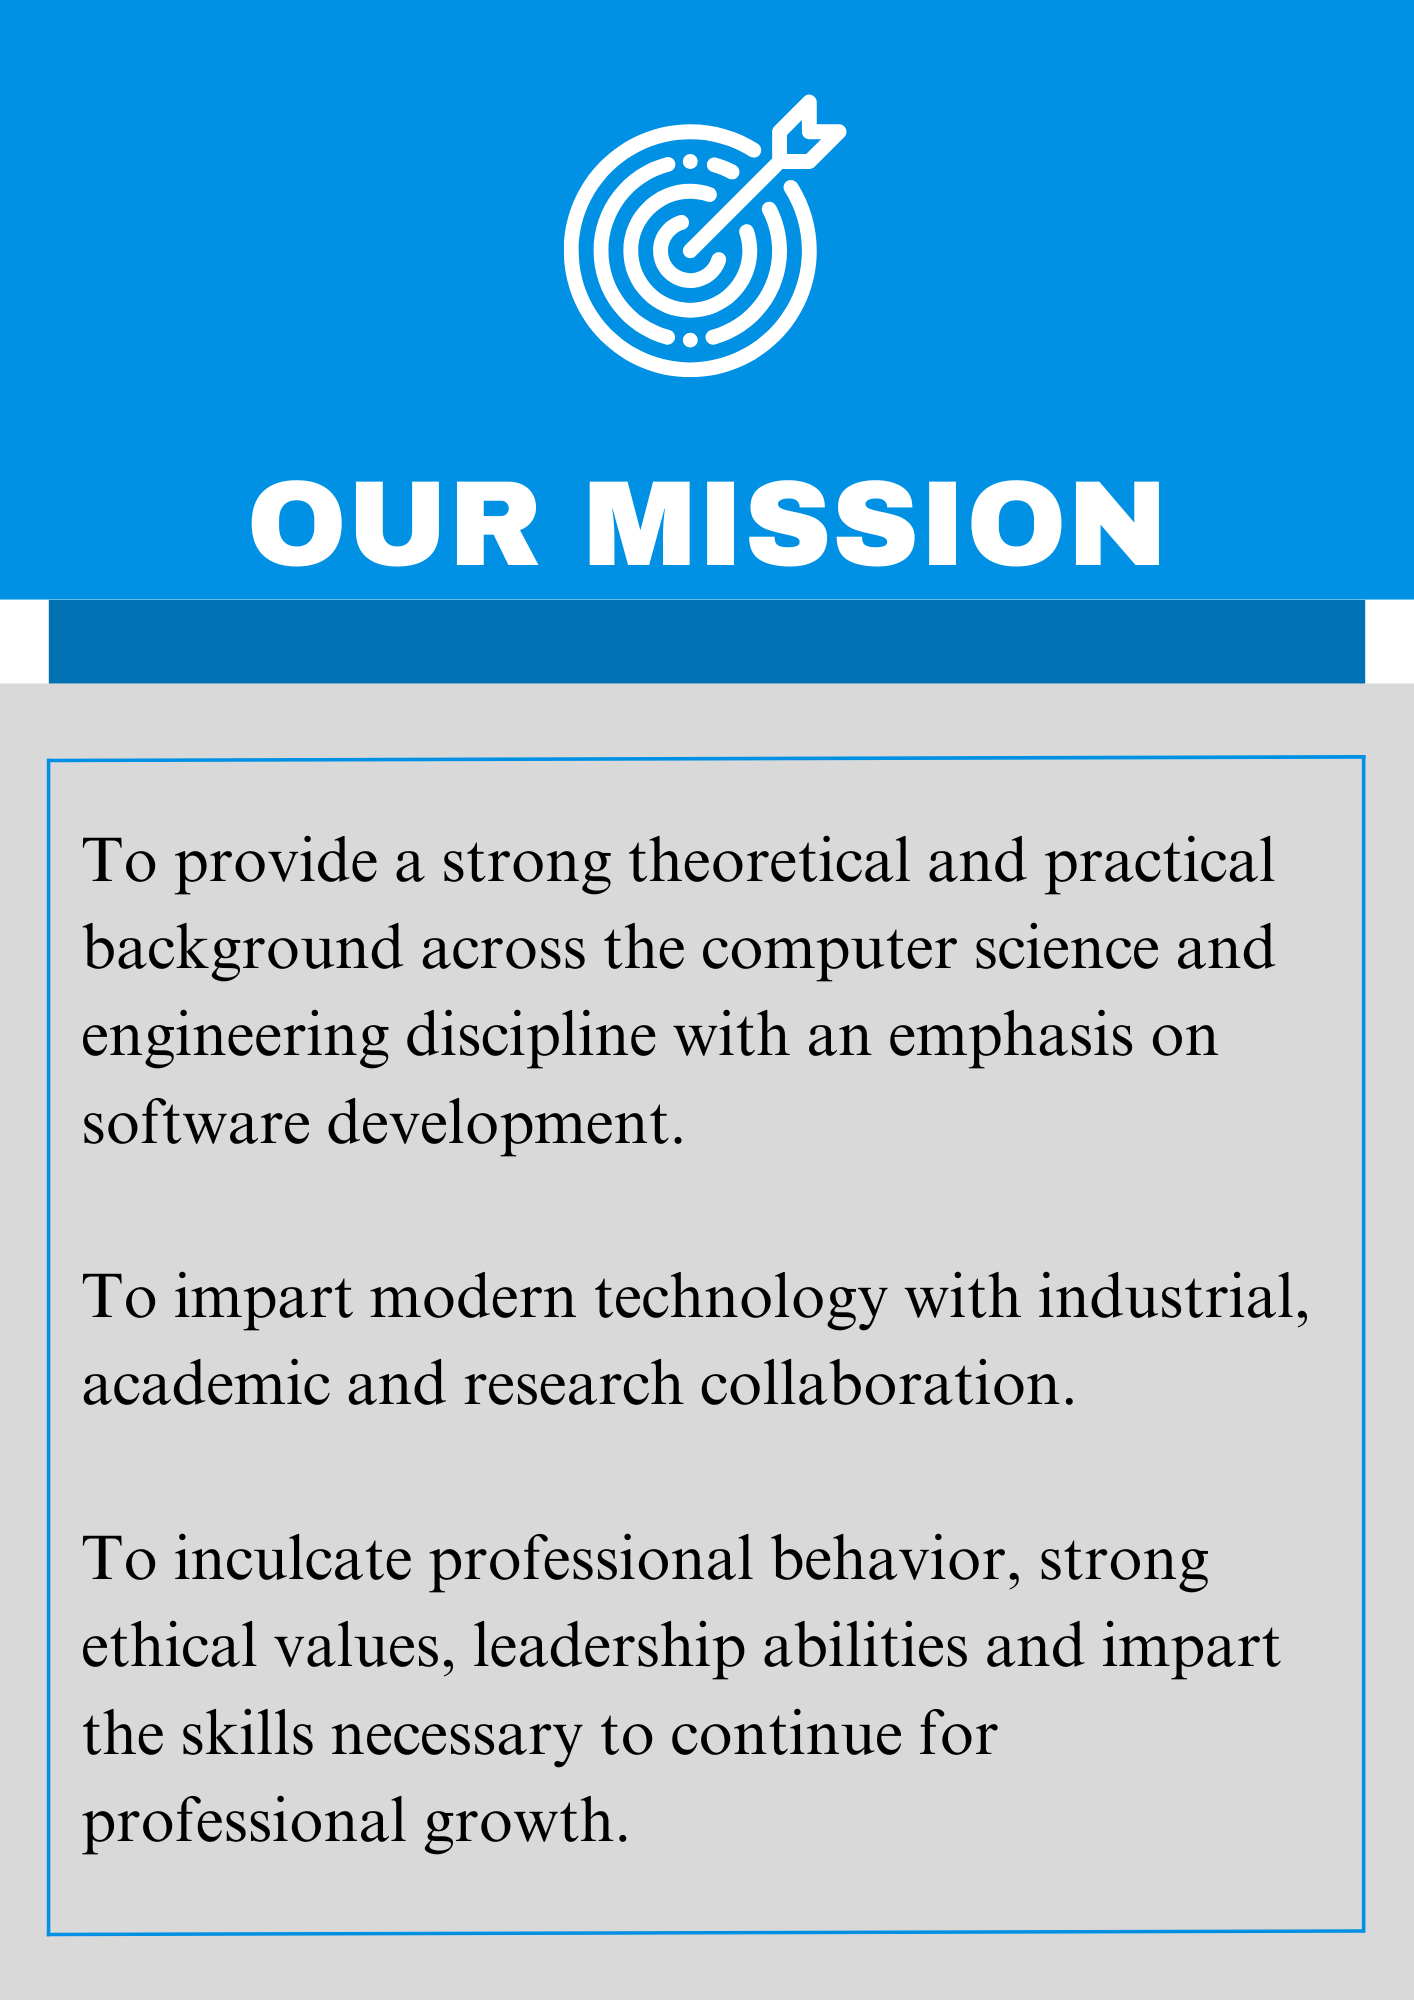 OUR MISSION
To provide a strong theoretical and practical
background across the computer science and
engineering discipline with an emphasis on
software development.
To impart modern technology with industrial,
academic and research collaboration.
To inculcate professional behavior, strong
ethical values, leadership abilities and impart
the skills necessary to continue for
professional growth.